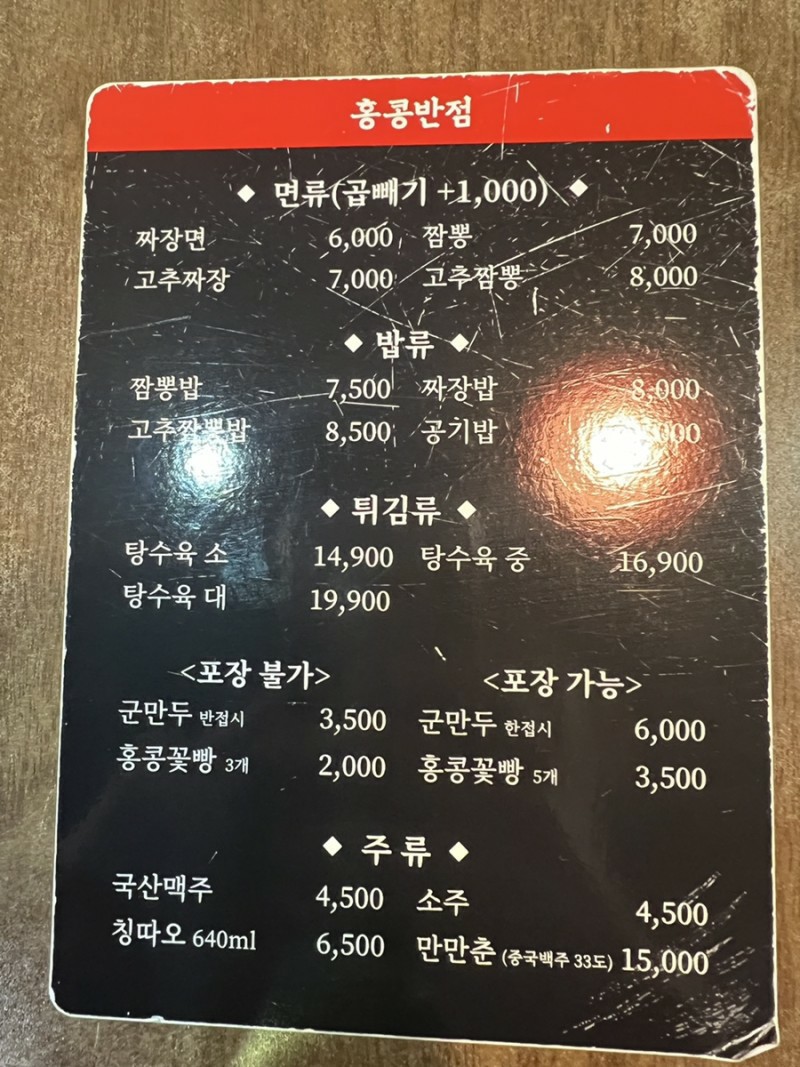 홍콩반점
◆ 면류(곱빼기 +1,000) ◆
짜장면 6,000 짬뽕 7,000
고추짜장 7,000 고추짬뽕 8,000
◆ 밥류 ◆
짬뽕밥 7,500 짜장밥 8,000
고추짬뽕밥 8,500 공기밥
◆ 튀김류 ◆
탕수육 소 14,900 탕수육 중 16,900
탕수육 대 19,900
<포장 불가> <포장 가능>
군만두 반접시 3,500 군만두 한접시 6,000
홍콩꽃빵 3개 2,000 홍콩꽃빵 5개 3,500
◆ 주 류 ◆
국산맥주 4,500 소주 4,500
칭따오 640ml 6,500 만만춘 (중국백주 33도) 15,000